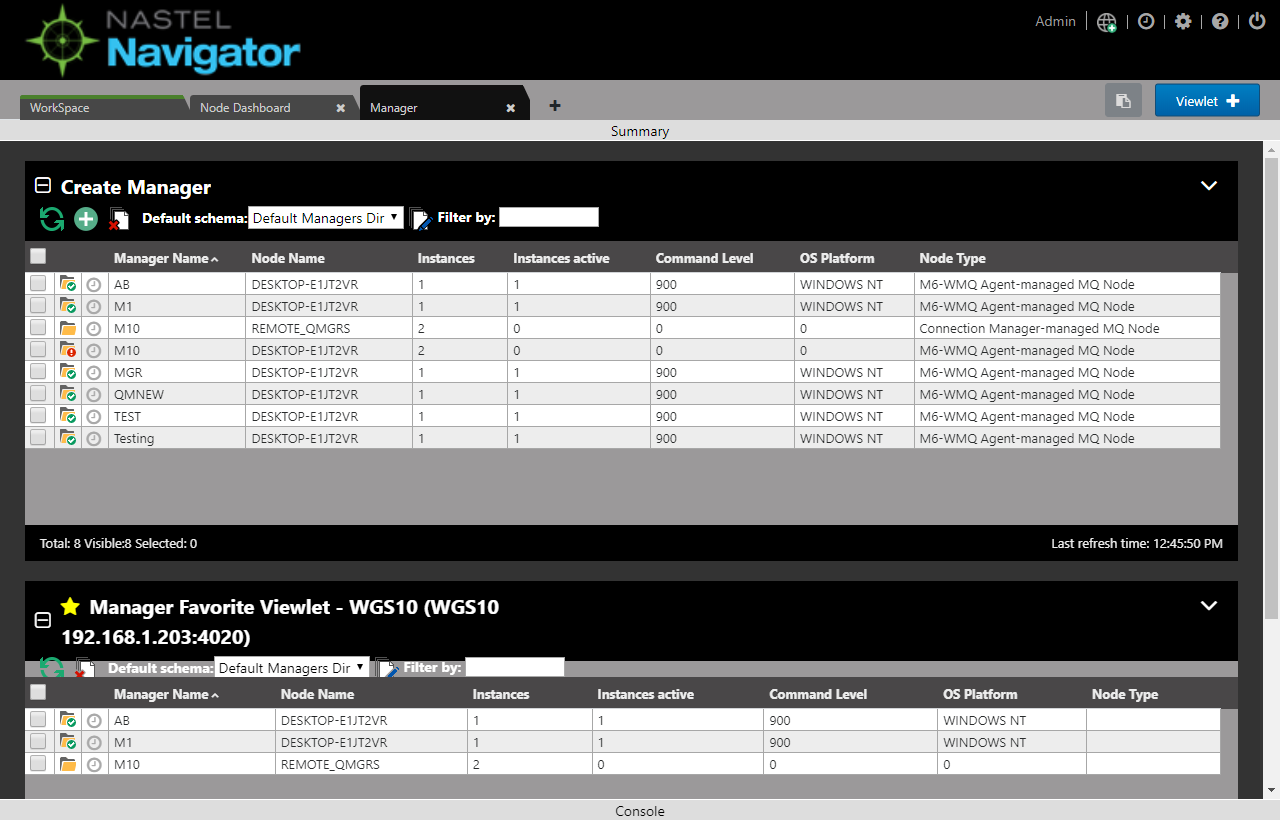 NASTEL
Navigator
Admin
WorkSpace Node Dashboard Manager Viewlet
Summary
Create Manager
Default schema: Default Managers Dir Filter by:
Manager Name Node Name Instances Instances active Command Level OS Platform Node Type
AB DESKTOP-E1JT2VR 1 1 900 WINDOWS NT M6-WMQ Agent-managed MQ Node
M1 DESKTOP-E1JT2VR 1 1 900 WINDOWS NT M6-WMQ Agent-managed MQ Node
M10 REMOTE_QMGRS 2 0 0 0 Connection Manager-managed MQ Node
M10 DESKTOP-E1JT2VR 2 0 0 0 M6-WMQ Agent-managed MQ Node
MGR DESKTOP-E1JT2VR 1 1 900 WINDOWS NT M6-WMQ Agent-managed MQ Node
QMNEW DESKTOP-E1JT2VR 1 1 900 WINDOWS NT M6-WMQ Agent-managed MQ Node
TEST DESKTOP-E1JT2VR 1 1 900 WINDOWS NT M6-WMQ Agent-managed MQ Node
Testing DESKTOP-E1JT2VR 1 1 900 WINDOWS NT M6-WMQ Agent-managed MQ Node
Total: 8 Visible:8 Selected: 0 Last refresh time: 12:45:50 PM
Manager Favorite Viewlet - WGS10 (WGS10
192.168.1.203:4020)
Default schema: Default Managers Dir Filter by:
Manager Name Node Name Instances Instances active Command Level OS Platform Node Type
AB DESKTOP-E1JT2VR 1 1 900 WINDOWS NT
M1 DESKTOP-E1JT2VR 1 1 900 WINDOWS NT
M10 REMOTE_QMGRS 2 0 0 0
Console